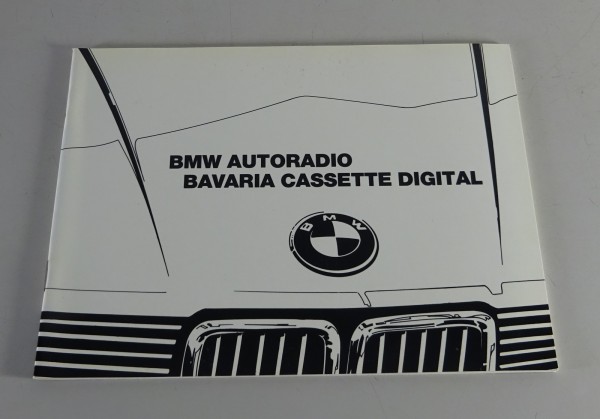 BMW AUTORADIO
BAVARIA CASSETTE DIGITAL
BMW